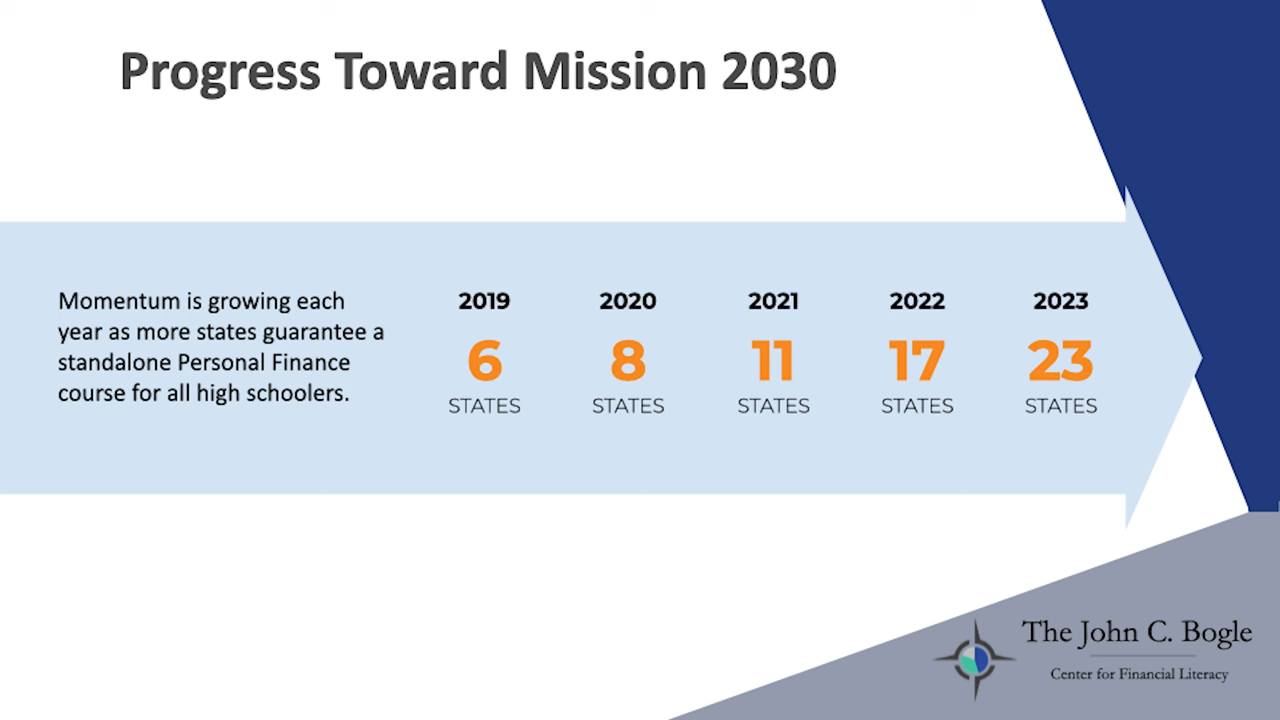 Progress Toward Mission 2030
Momentum is growing each
year as more states guarantee a
standalone Personal Finance
course for all high schoolers.
2019 2020 2021 2022 2023
6 8 11 17 23
STATES STATES STATES STATES STATES
The John C. Bogle
Center for Financial Literacy